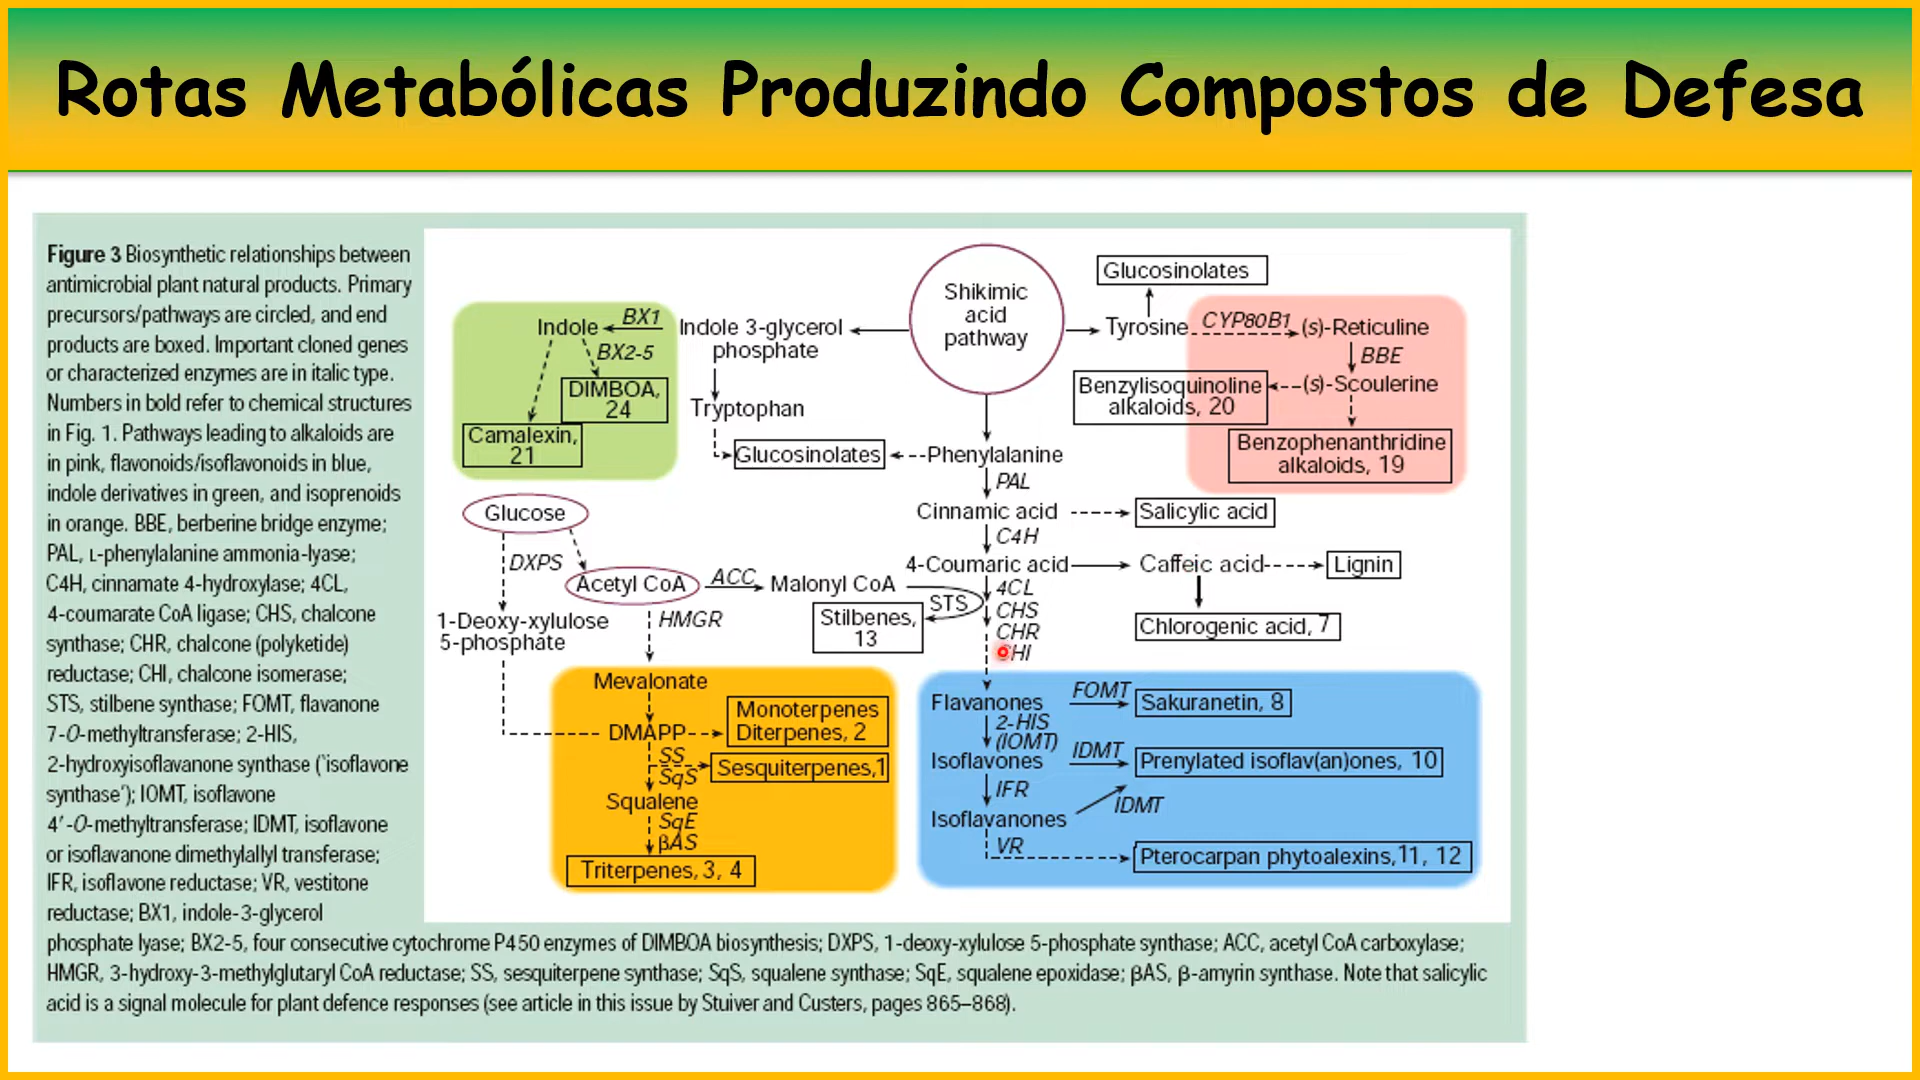 Rotas Metabólicas Produzindo Compostos de Defesa
Figure 3 Biosynthetic relationships between
antimicrobial plant natural products. Primary
precursors/pathways are circled, and end
products are boxed. Important cloned genes
or characterized enzymes are in italic type.
Numbers in bold refer to chemical structures
in Fig. 1. Pathways leading to alkaloids are
in pink, flavonoids/isoflavonoids in blue,
indole derivatives in green, and isoprenoids
in orange. BBE, berberine bridge enzyme;
PAL, L-phenylalanine ammonia-lyase;
C4H, cinnamate 4-hydroxylase; 4CL,
4-coumarate CoA ligase; CHS, chalcone
synthase; CHR, chalcone (polyketide)
reductase; CHI, chalcone isomerase;
STS, stilbene synthase; FOMT, flavanone
7-O-methyltransferase; 2-HIS,
2-hydroxyisoflavanone synthase (`isoflavone
synthase'); IOMT, isoflavone
4′-O-methyltransferase; IDMT, isoflavone
or isoflavanone dimethylallyl transferase;
IFR, isoflavone reductase; VR, vestitone
reductase; BX1, indole-3-glycerol
phosphate lyase; BX2-5, four consecutive cytochrome P450 enzymes of DIMBOA biosynthesis; DXPS, 1-deoxy-xylulose 5-phosphate synthase; ACC, acetyl CoA carboxylase;
HMGR, 3-hydroxy-3-methylglutaryl CoA reductase; SS, sesquiterpene synthase; SqS, squalene synthase; SqE, squalene epoxidase; βAS, β-amyrin synthase. Note that salicylic
acid is a signal molecule for plant defence responses (see article in this issue by Stuiver and Custers, pages 865–868).
Shikimic
acid
pathway
Glucosinolates
Indole
BX1
Indole 3-glycerol
phosphate
Tyrosine
CYP80B1
(s)-Reticuline
BX2-5
BBE
DIMBOA,
24
Tryptophan
Benzylisoquinoline
alkaloids, 20
(s)-Scoulerine
Camalexin,
21
Glucosinolates
Phenylalanine
Benzophenanthridine
alkaloids, 19
PAL
Glucose
Cinnamic acid
Salicylic acid
C4H
DXPS
4-Coumaric acid
Caffeic acid
Lignin
Acetyl CoA
ACC
Malonyl CoA
4CL
STS
CHS
CHR
CHI
1-Deoxy-xylulose
5-phosphate
HMGR
Stilbenes,
13
Chlorogenic acid, 7
Mevalonate
DMAPP
Monoterpenes
Diterpenes, 2
SS
SqS
Sesquiterpenes,1
Squalene
SqE
βAS
Triterpenes, 3, 4
Flavanones
FOMT
Sakuranetin, 8
2-HIS
(IOMT)
Isoflavones
IDMT
Prenylated isoflav(an)ones, 10
IFR
IDMT
Isoflavanones
VR
Pterocarpan phytoalexins,11, 12